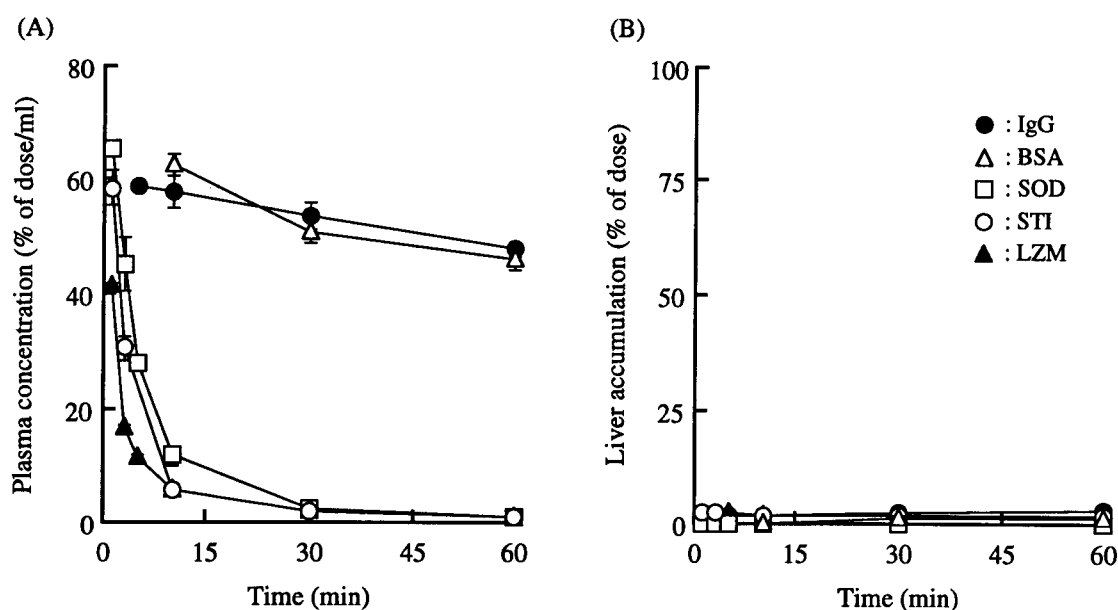 (A)
80
60
40
20
0
0 15 30 45 60
Plasma concentration (% of dose/ml)
Time (min)
(B)
100
75
50
25
0
0 15 30 45 60
Liver accumulation (% of dose)
Time (min)
: IgG
: BSA
: SOD
: STI
: LZM